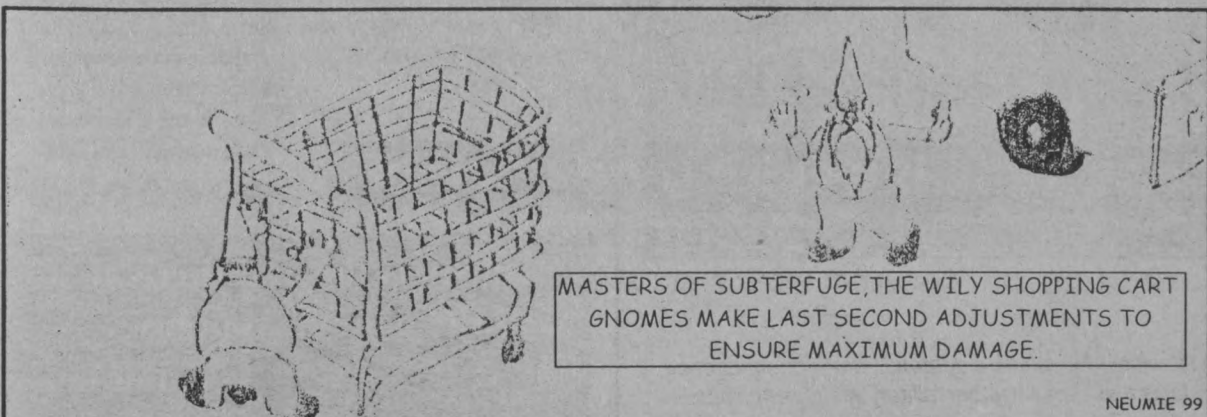 MASTERS OF SUBTERFUGE,THE WILY SHOPPING CART
GNOMES MAKE LAST SECOND ADJUSTMENTS TO
ENSURE MAXIMUM DAMAGE.
NEUMIE 99